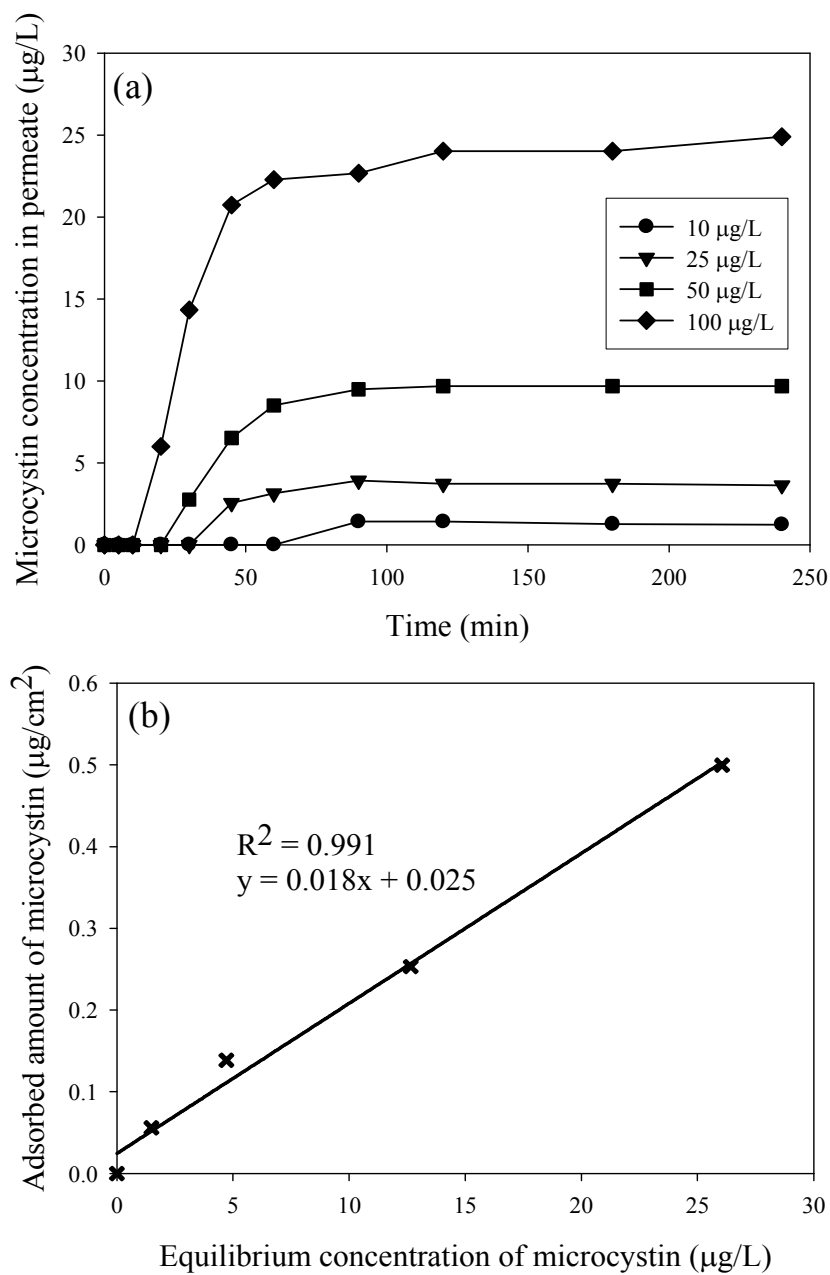 (a)
Microcystin concentration in permeate (μg/L)
30
25
20
15
10
5
0
10 μg/L
25 μg/L
50 μg/L
100 μg/L
0 50 100 150 200 250
Time (min)
(b)
Adsorbed amount of microcystin (μg/cm²)
0.6
0.5
0.4
0.3
0.2
0.1
0.0
R² = 0.991
y = 0.018x + 0.025
0 5 10 15 20 25 30
Equilibrium concentration of microcystin (μg/L)